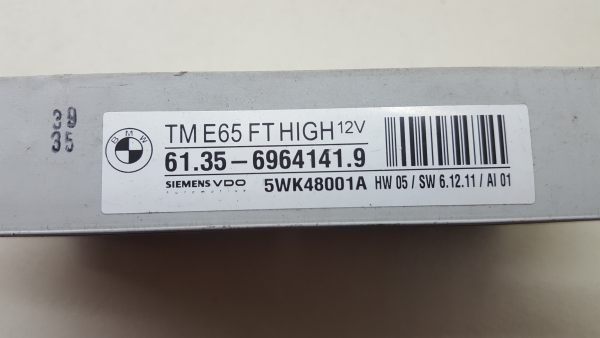 39
35
BMW
TM E65 FT HIGH 12V
61.35-6964141.9
SIEMENS VDO 5WK48001A HW 05 / SW 6.12.11 / AI 01
Automotive